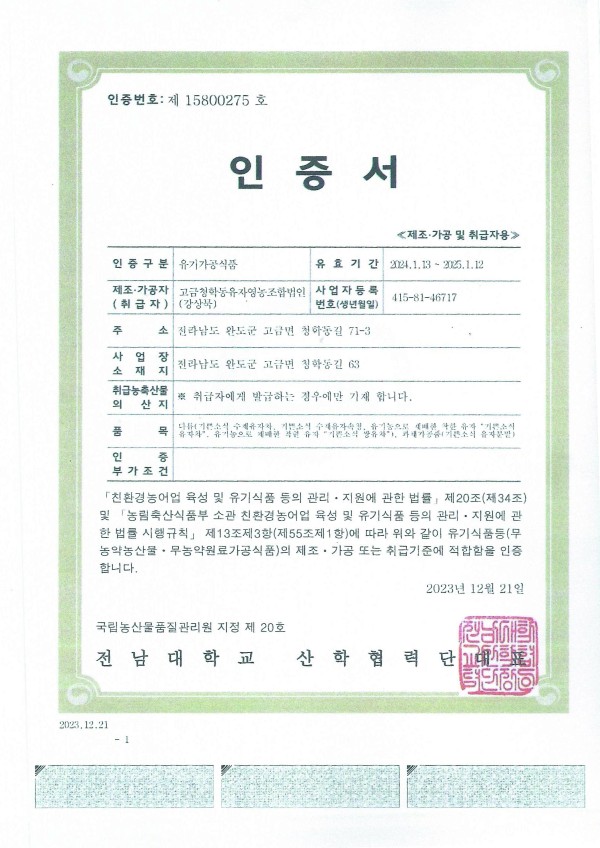 인증번호: 제 15800275 호
인 증 서
≪제조·가공 및 취급자용≫
인증구분 유기가공식품 유효기간 2024.1.13 ~ 2025.1.12
제조·가공자 고금청학동유자영농조합법인 사업자등록 415-81-46717
(취급자) (강상묵) 번호(생년월일)
주 소 전라남도 완도군 고금면 청학동길 71-3
사 업 장 전라남도 완도군 고금면 청학동길 63
소 재 지
취급농축산물 ※ 취급자에게 발급하는 경우에만 기재 합니다.
의 산지
품 목 다류(기쁜소식 수제유자차, 기쁜소식 수제유자속청, 유기농으로 재배한 착한 유자 "기쁜소식
유자차", 유기농으로 재배한 착한 유자 "기쁜소식 쌍유차"), 과채가공품(기쁜소식 유자분말)
인 증
부가조건
「친환경농어업 육성 및 유기식품 등의 관리·지원에 관한 법률」제20조(제34조)
및 「농림축산식품부 소관 친환경농어업 육성 및 유기식품 등의 관리·지원에 관
한 법률 시행규칙」 제13조제3항(제55조제1항)에 따라 위와 같이 유기식품등(무
농약농산물·무농약원료가공식품)의 제조·가공 또는 취급기준에 적합함을 인증
합니다.
2023년 12월 21일
국립농산물품질관리원 지정 제 20호
전남대학교 산학협력단대표
2023.12.21
- 1